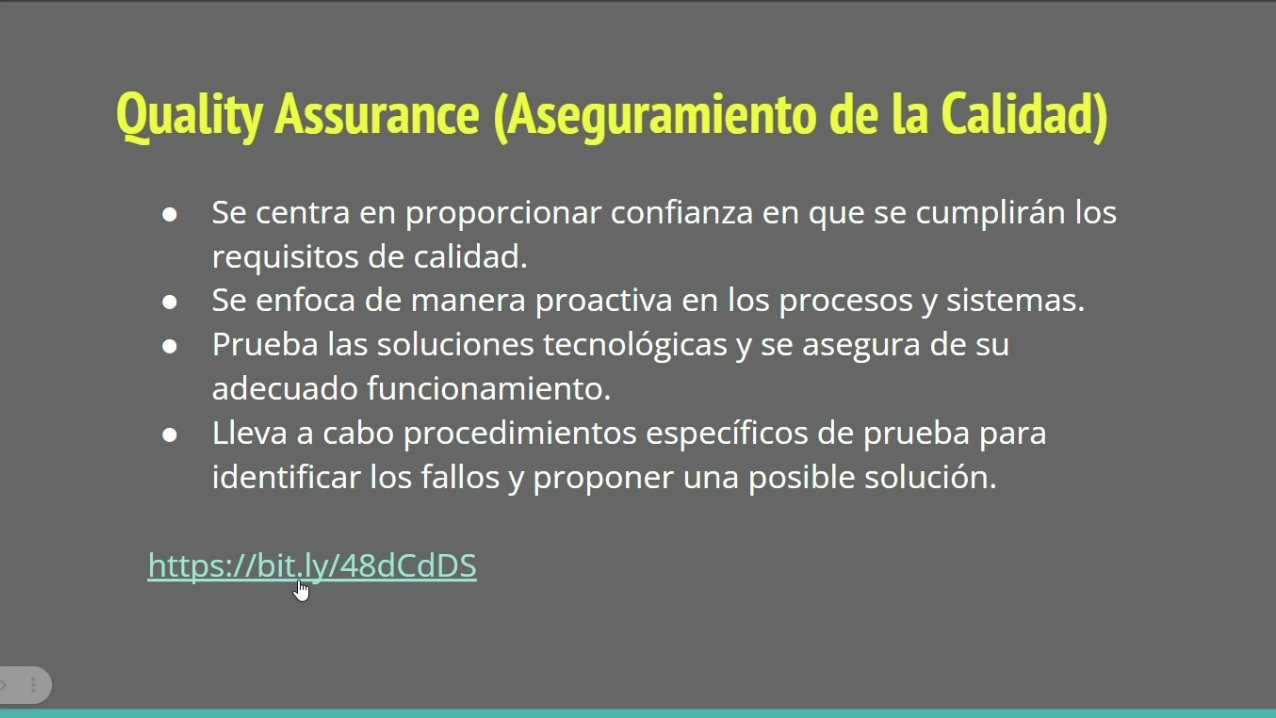 Quality Assurance (Aseguramiento de la Calidad)
● Se centra en proporcionar confianza en que se cumplirán los
requisitos de calidad.
● Se enfoca de manera proactiva en los procesos y sistemas.
● Prueba las soluciones tecnológicas y se asegura de su
adecuado funcionamiento.
● Lleva a cabo procedimientos específicos de prueba para
identificar los fallos y proponer una posible solución.
https://bit.ly/48dCdDS